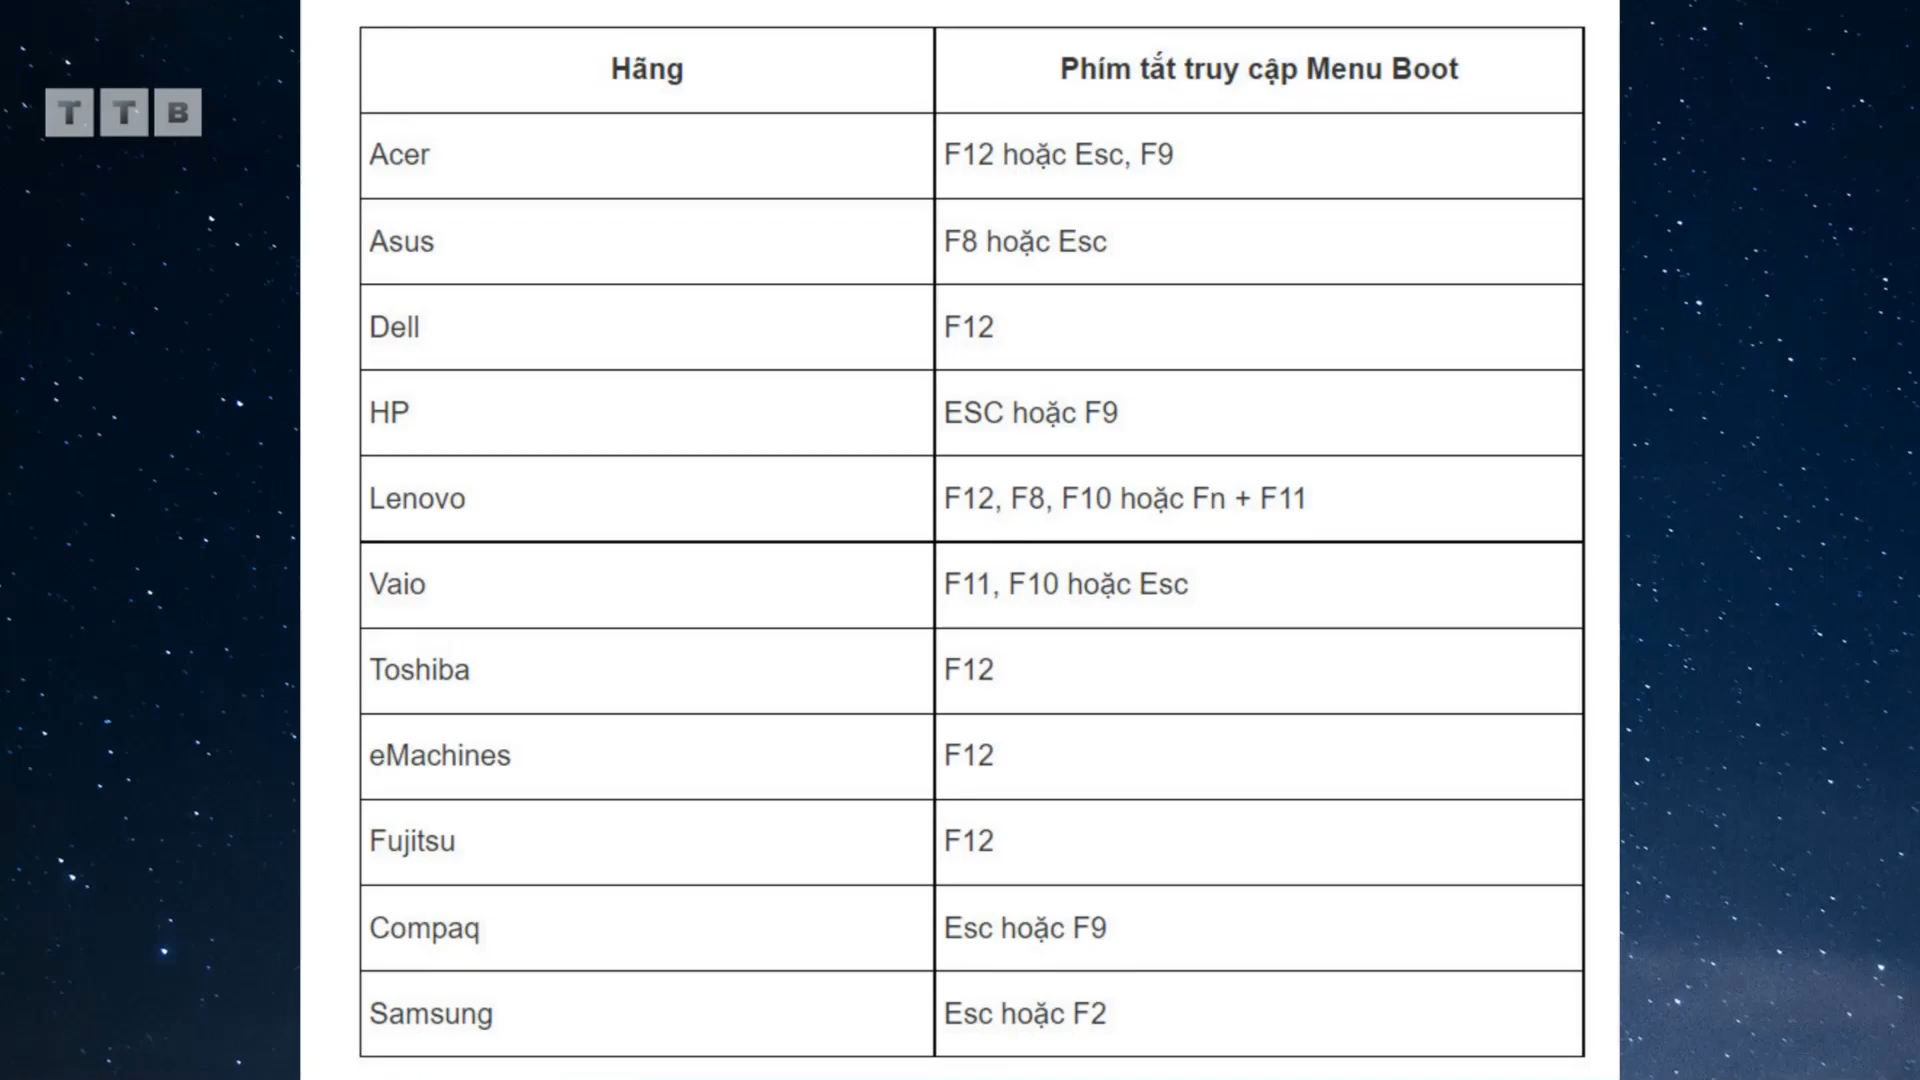 TTB
Hãng Phím tắt truy cập Menu Boot
Acer F12 hoặc Esc, F9
Asus F8 hoặc Esc
Dell F12
HP ESC hoặc F9
Lenovo F12, F8, F10 hoặc Fn + F11
Vaio F11, F10 hoặc Esc
Toshiba F12
eMachines F12
Fujitsu F12
Compaq Esc hoặc F9
Samsung Esc hoặc F2